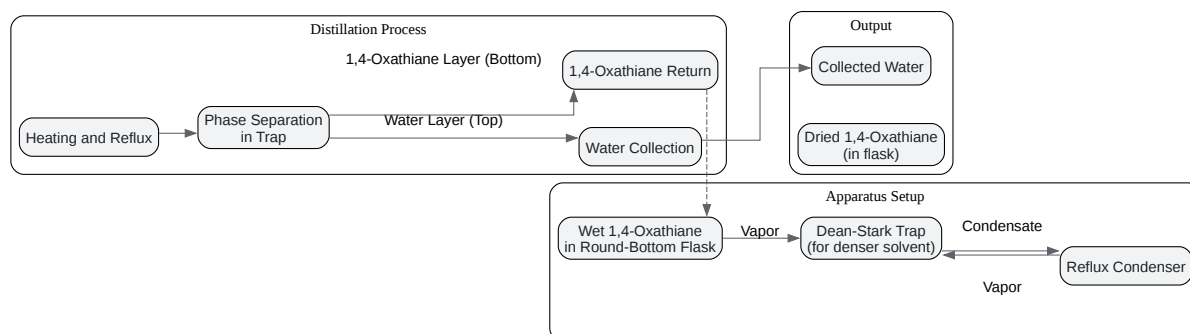 Distillation Process
1,4-Oxathiane Layer (Bottom)
1,4-Oxathiane Return
Heating and Reflux
Phase Separation
in Trap
Water Layer (Top)
Water Collection
Output
Collected Water
Dried 1,4-Oxathiane
(in flask)
Apparatus Setup
Wet 1,4-Oxathiane
in Round-Bottom Flask
Vapor
Dean-Stark Trap
(for denser solvent)
Condensate
Vapor
Reflux Condenser